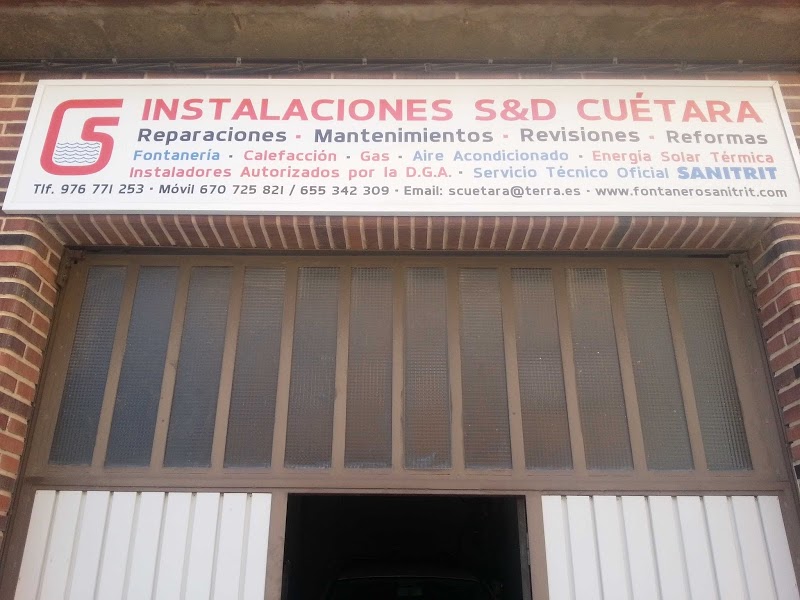 INSTALACIONES S&D CUÉTARA
Reparaciones · Mantenimientos · Revisiones · Reformas
Fontanería · Calefacción · Gas · Aire Acondicionado · Energía Solar Térmica
Instaladores Autorizados por la D.G.A. · Servicio Técnico Oficial SANITRIT
Tlf. 976 771 253 · Móvil 670 725 821 / 655 342 309 · Email: scuetara@terra.es · www.fontanerosanitrit.com